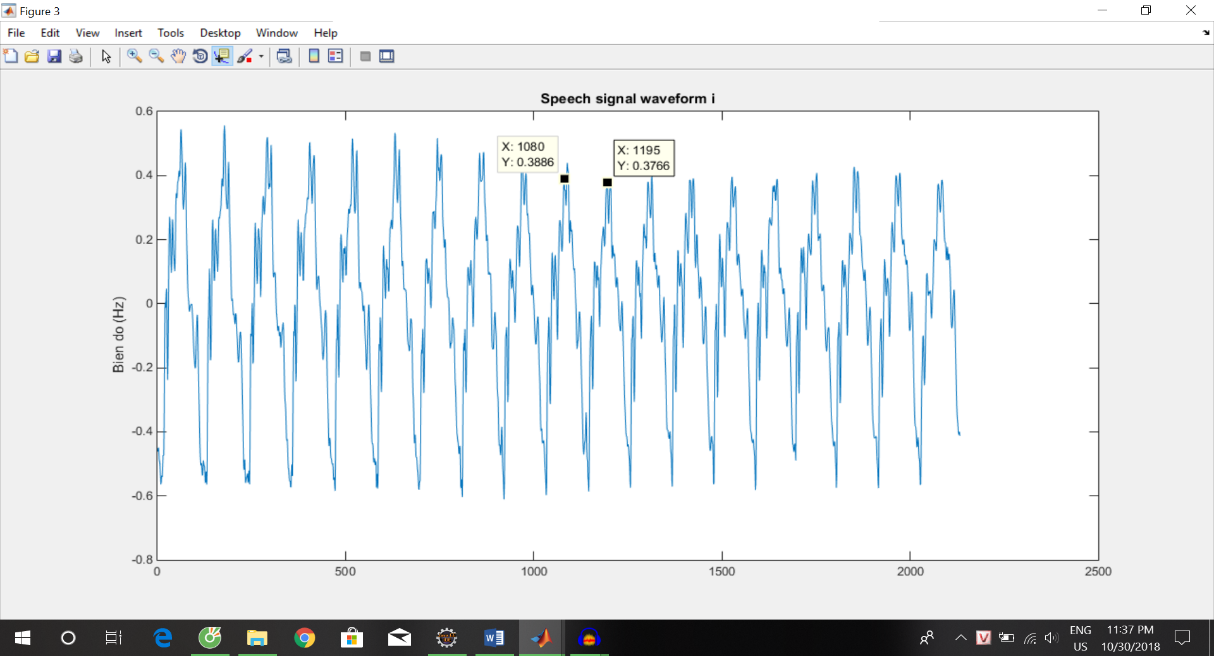 Figure 3
File Edit View Insert Tools Desktop Window Help
Speech signal waveform i
X: 1080
Y: 0.3886
X: 1195
Y: 0.3766
Bien do (Hz)
0.6
0.4
0.2
0
-0.2
-0.4
-0.6
-0.8
0 500 1000 1500 2000 2500
ENG
US
11:37 PM
10/30/2018